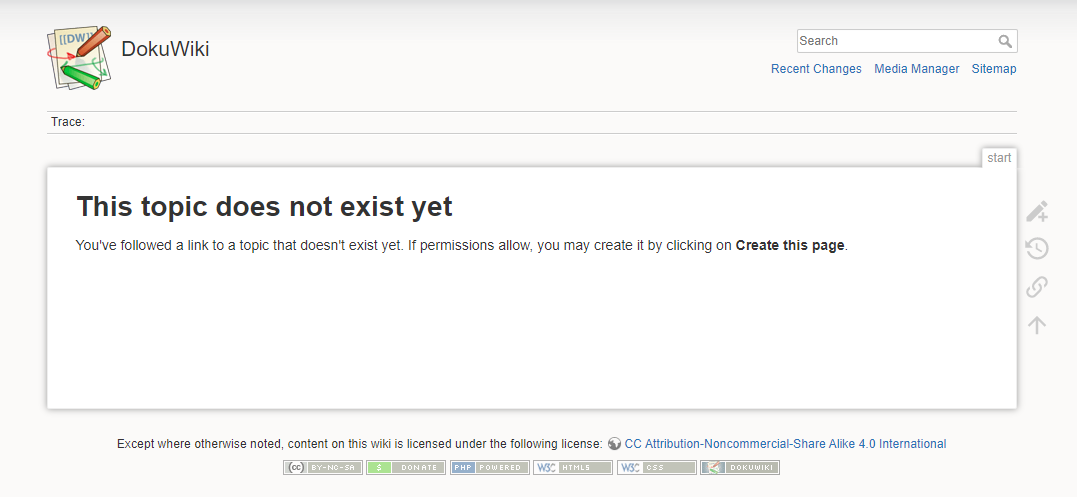 [[DW]]
DokuWiki
Search
Recent Changes Media Manager Sitemap
Trace:
start
This topic does not exist yet
You've followed a link to a topic that doesn't exist yet. If permissions allow, you may create it by clicking on Create this page.
Except where otherwise noted, content on this wiki is licensed under the following license: CC Attribution-Noncommercial-Share Alike 4.0 International
cc BY-NC-SA $ DONATE PHP POWERED W3C HTML5 W3C CSS DOKUWIKI